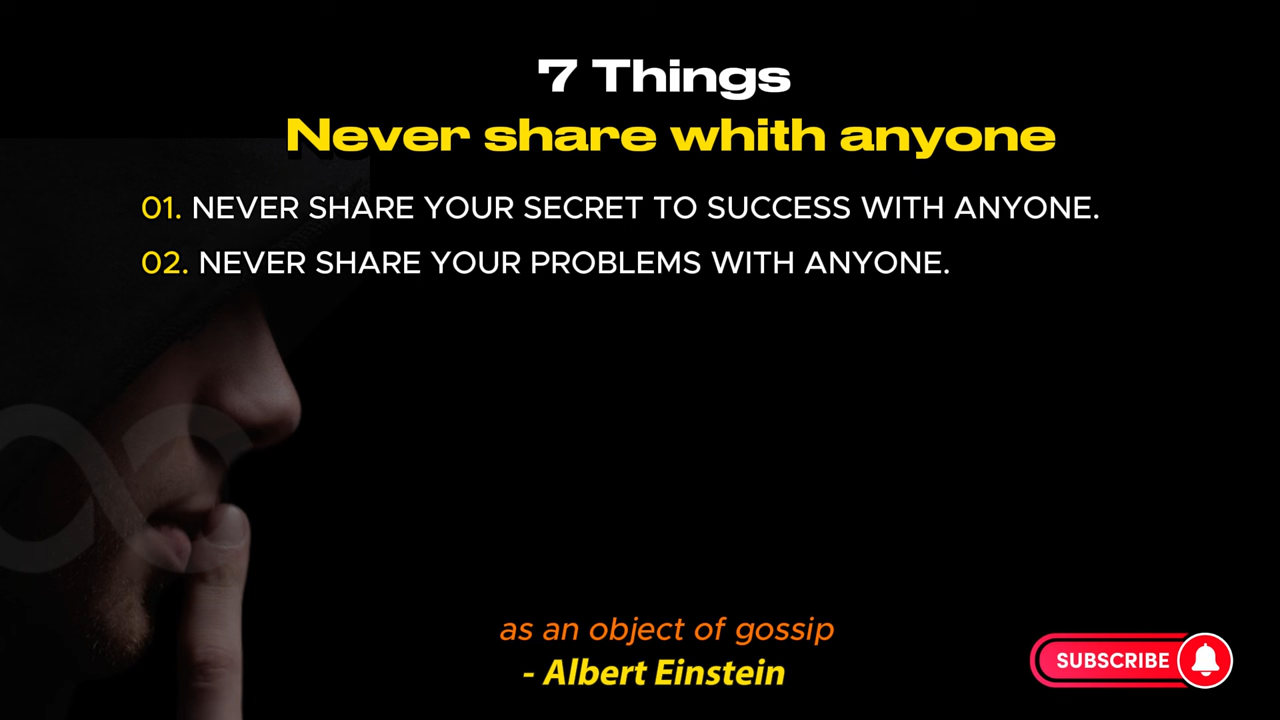 7 Things
Never share whith anyone
01. NEVER SHARE YOUR SECRET TO SUCCESS WITH ANYONE.
02. NEVER SHARE YOUR PROBLEMS WITH ANYONE.
as an object of gossip
- Albert Einstein
SUBSCRIBE